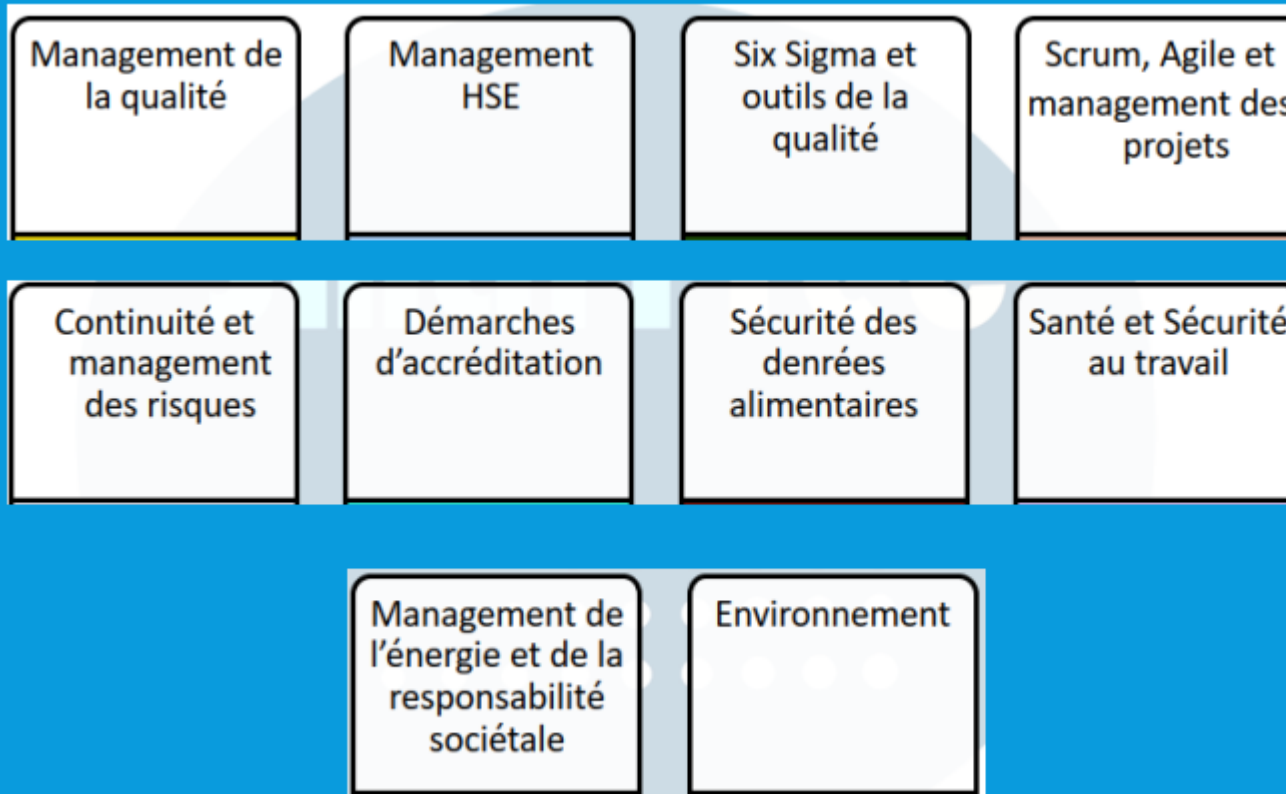 Management de
la qualité
Management
HSE
Six Sigma et
outils de la
qualité
Scrum, Agile et
management des
projets
Continuité et
management
des risques
Démarches
d'accréditation
Sécurité des
denrées
alimentaires
Santé et Sécurité
au travail
Management de
l'énergie et de la
responsabilité
sociétale
Environnement